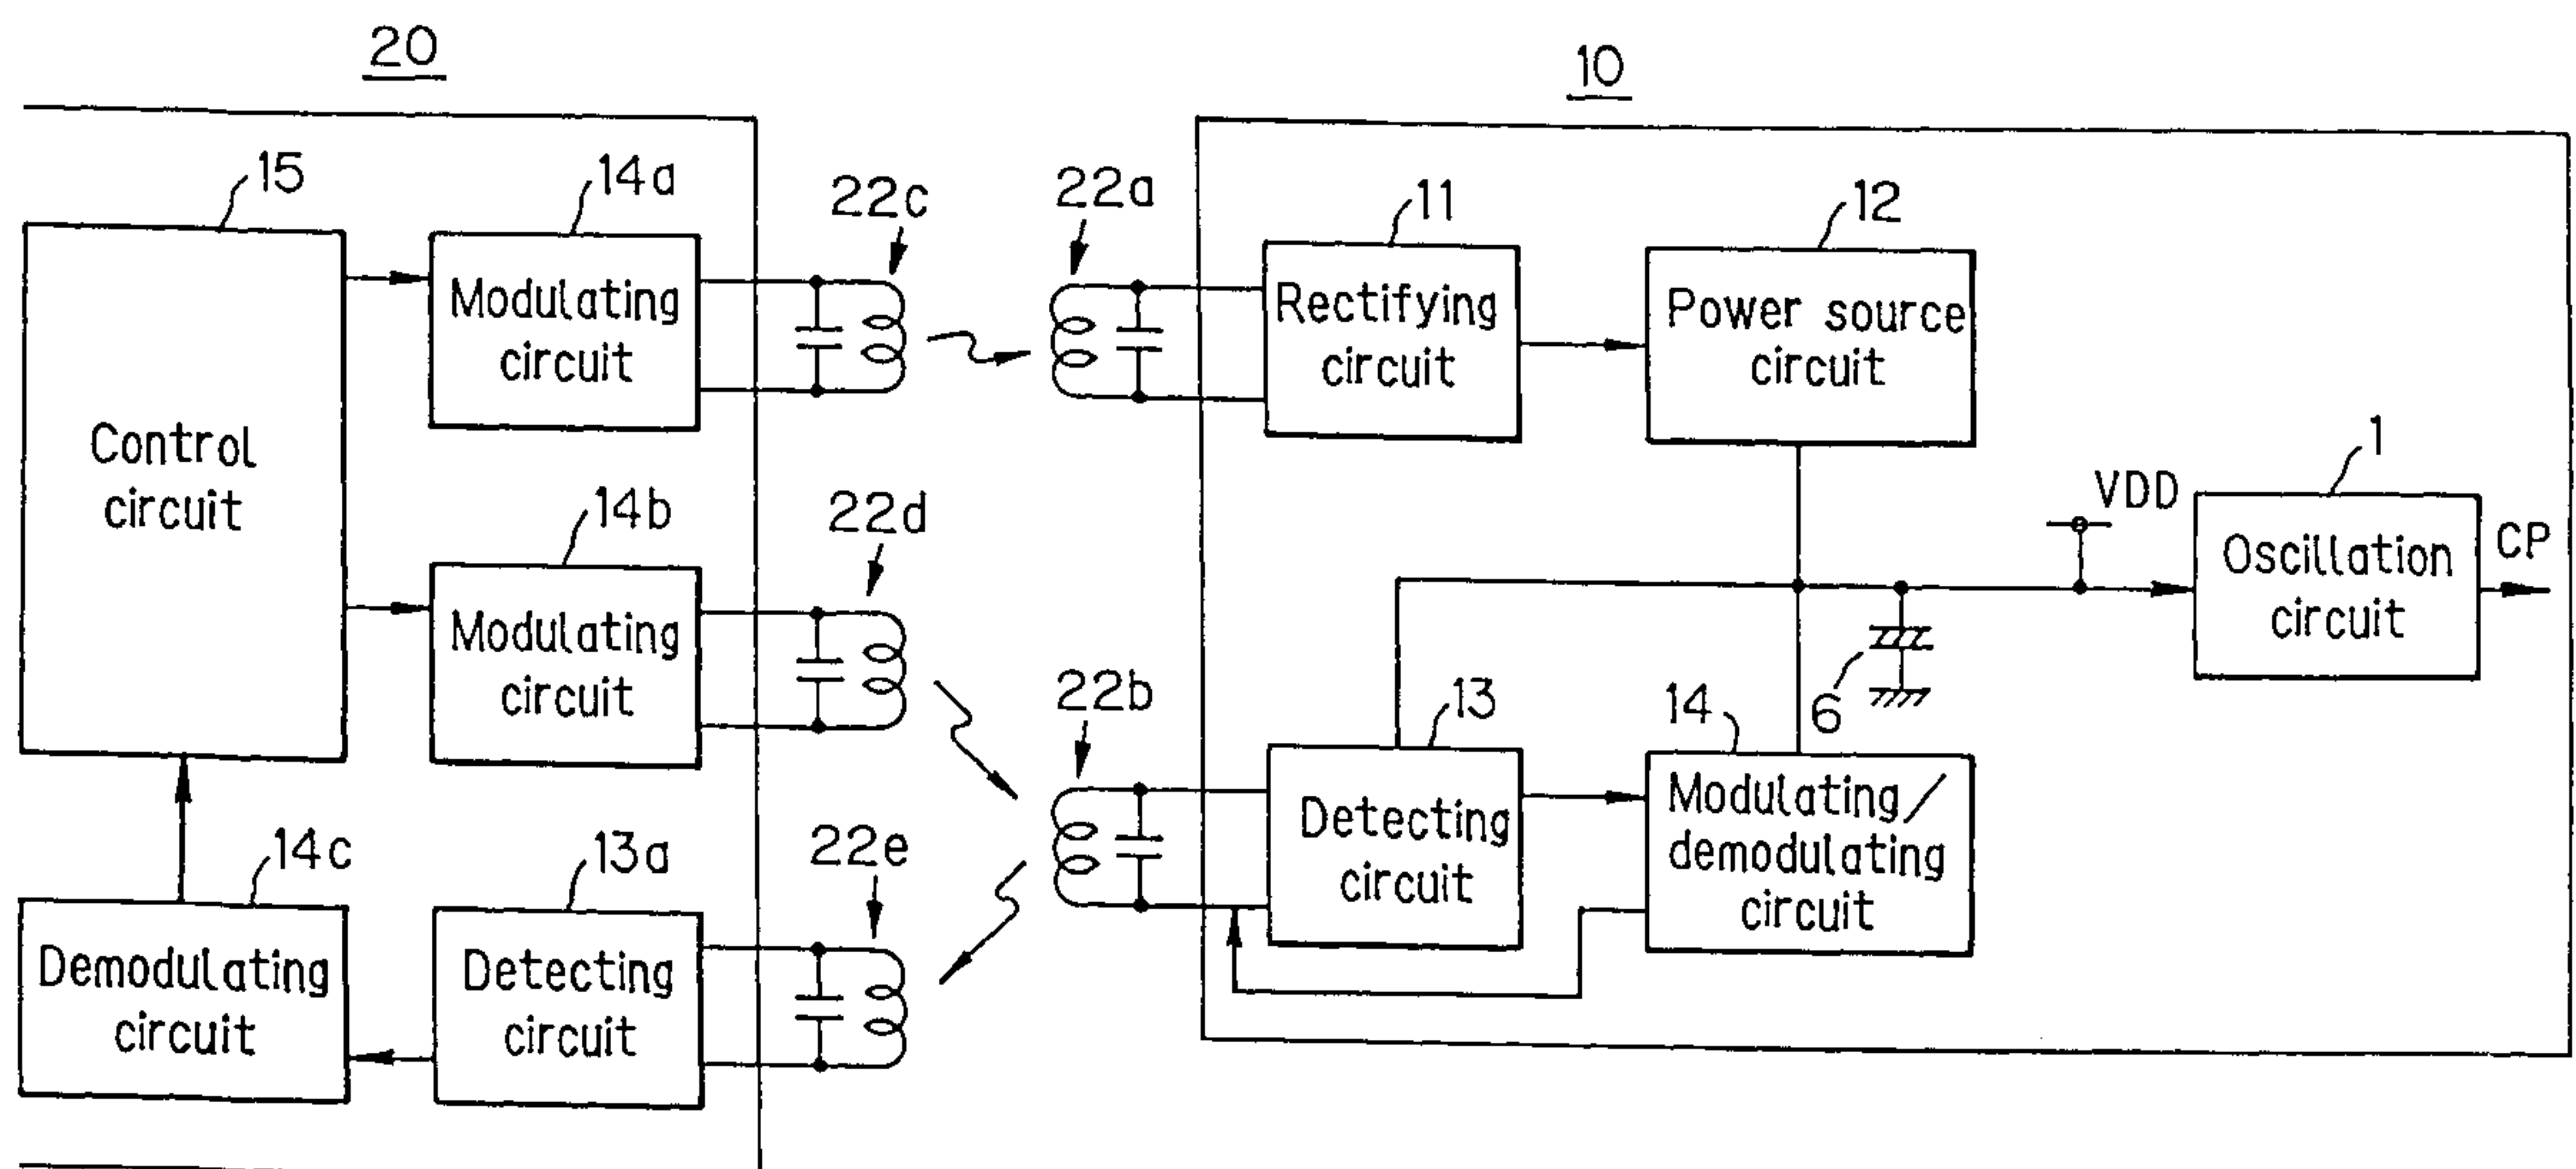 20
10
15
14a
22c
22a
11
12
Control
circuit
Modulating
circuit
Rectifying
circuit
Power source
circuit
14b
22d
1
VDD
CP
Modulating
circuit
Oscillation
circuit
6
22b
13
14
14c
13a
22e
Demodulating
circuit
Detecting
circuit
Detecting
circuit
Modulating/
demodulating
circuit